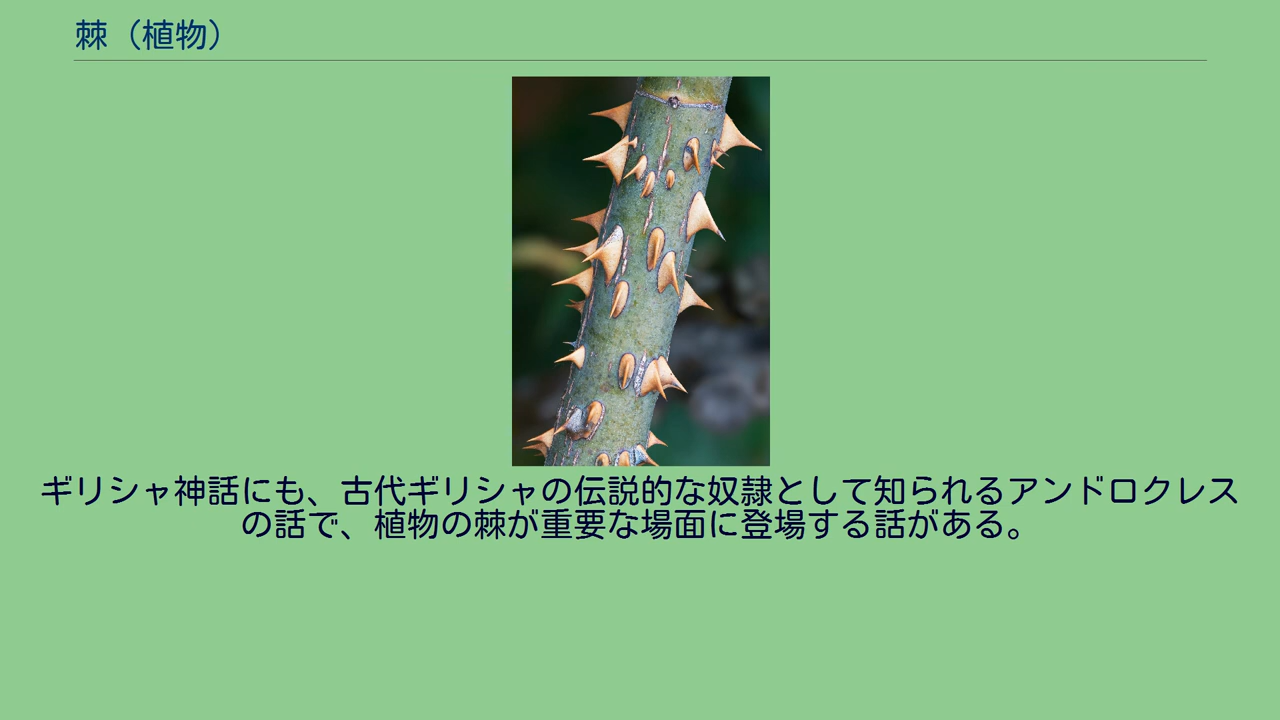 棘（植物）
ギリシャ神話にも、古代ギリシャの伝説的な奴隷として知られるアンドロクレス
の話で、植物の棘が重要な場面に登場する話がある。